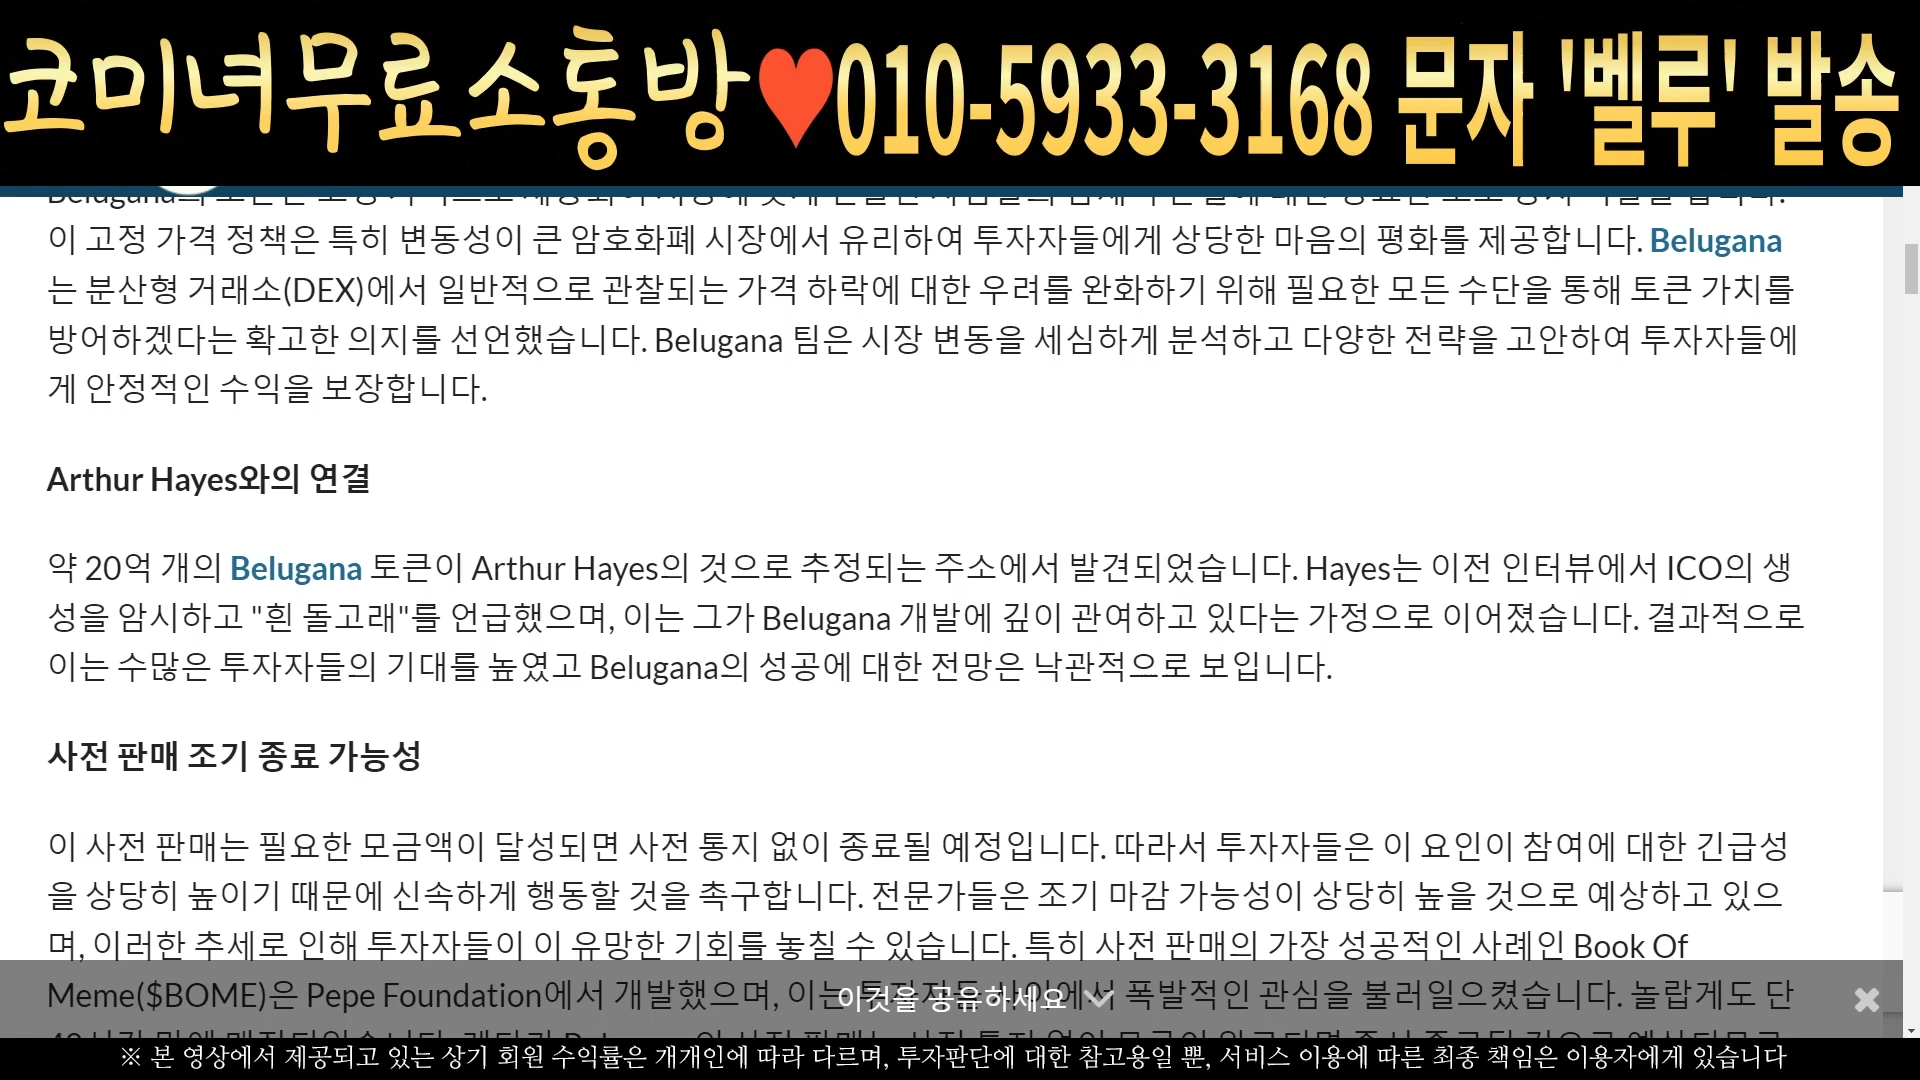 코미녀무료소통방♥010-5933-3168 문자 '벨루' 발송
이 고정 가격 정책은 특히 변동성이 큰 암호화폐 시장에서 유리하여 투자자들에게 상당한 마음의 평화를 제공합니다. Belugana
는 분산형 거래소(DEX)에서 일반적으로 관찰되는 가격 하락에 대한 우려를 완화하기 위해 필요한 모든 수단을 통해 토큰 가치를
방어하겠다는 확고한 의지를 선언했습니다. Belugana 팀은 시장 변동을 세심하게 분석하고 다양한 전략을 고안하여 투자자들에
게 안정적인 수익을 보장합니다.
Arthur Hayes와의 연결
약 20억 개의 Belugana 토큰이 Arthur Hayes의 것으로 추정되는 주소에서 발견되었습니다. Hayes는 이전 인터뷰에서 ICO의 생
성을 암시하고 "흰 돌고래"를 언급했으며, 이는 그가 Belugana 개발에 깊이 관여하고 있다는 가정으로 이어졌습니다. 결과적으로
이는 수많은 투자자들의 기대를 높였고 Belugana의 성공에 대한 전망은 낙관적으로 보입니다.
사전 판매 조기 종료 가능성
이 사전 판매는 필요한 모금액이 달성되면 사전 통지 없이 종료될 예정입니다. 따라서 투자자들은 이 요인이 참여에 대한 긴급성
을 상당히 높이기 때문에 신속하게 행동할 것을 촉구합니다. 전문가들은 조기 마감 가능성이 상당히 높을 것으로 예상하고 있으
며, 이러한 추세로 인해 투자자들이 이 유망한 기회를 놓칠 수 있습니다. 특히 사전 판매의 가장 성공적인 사례인 Book Of
Meme($BOME)은 Pepe Foundation에서 개발했으며, 이는 폭발적인 관심을 불러일으켰습니다. 놀랍게도 단
이것을 공유하세요
※ 본 영상에서 제공되고 있는 상기 회원 수익률은 개개인에 따라 다르며, 투자판단에 대한 참고용일 뿐, 서비스 이용에 따른 최종 책임은 이용자에게 있습니다